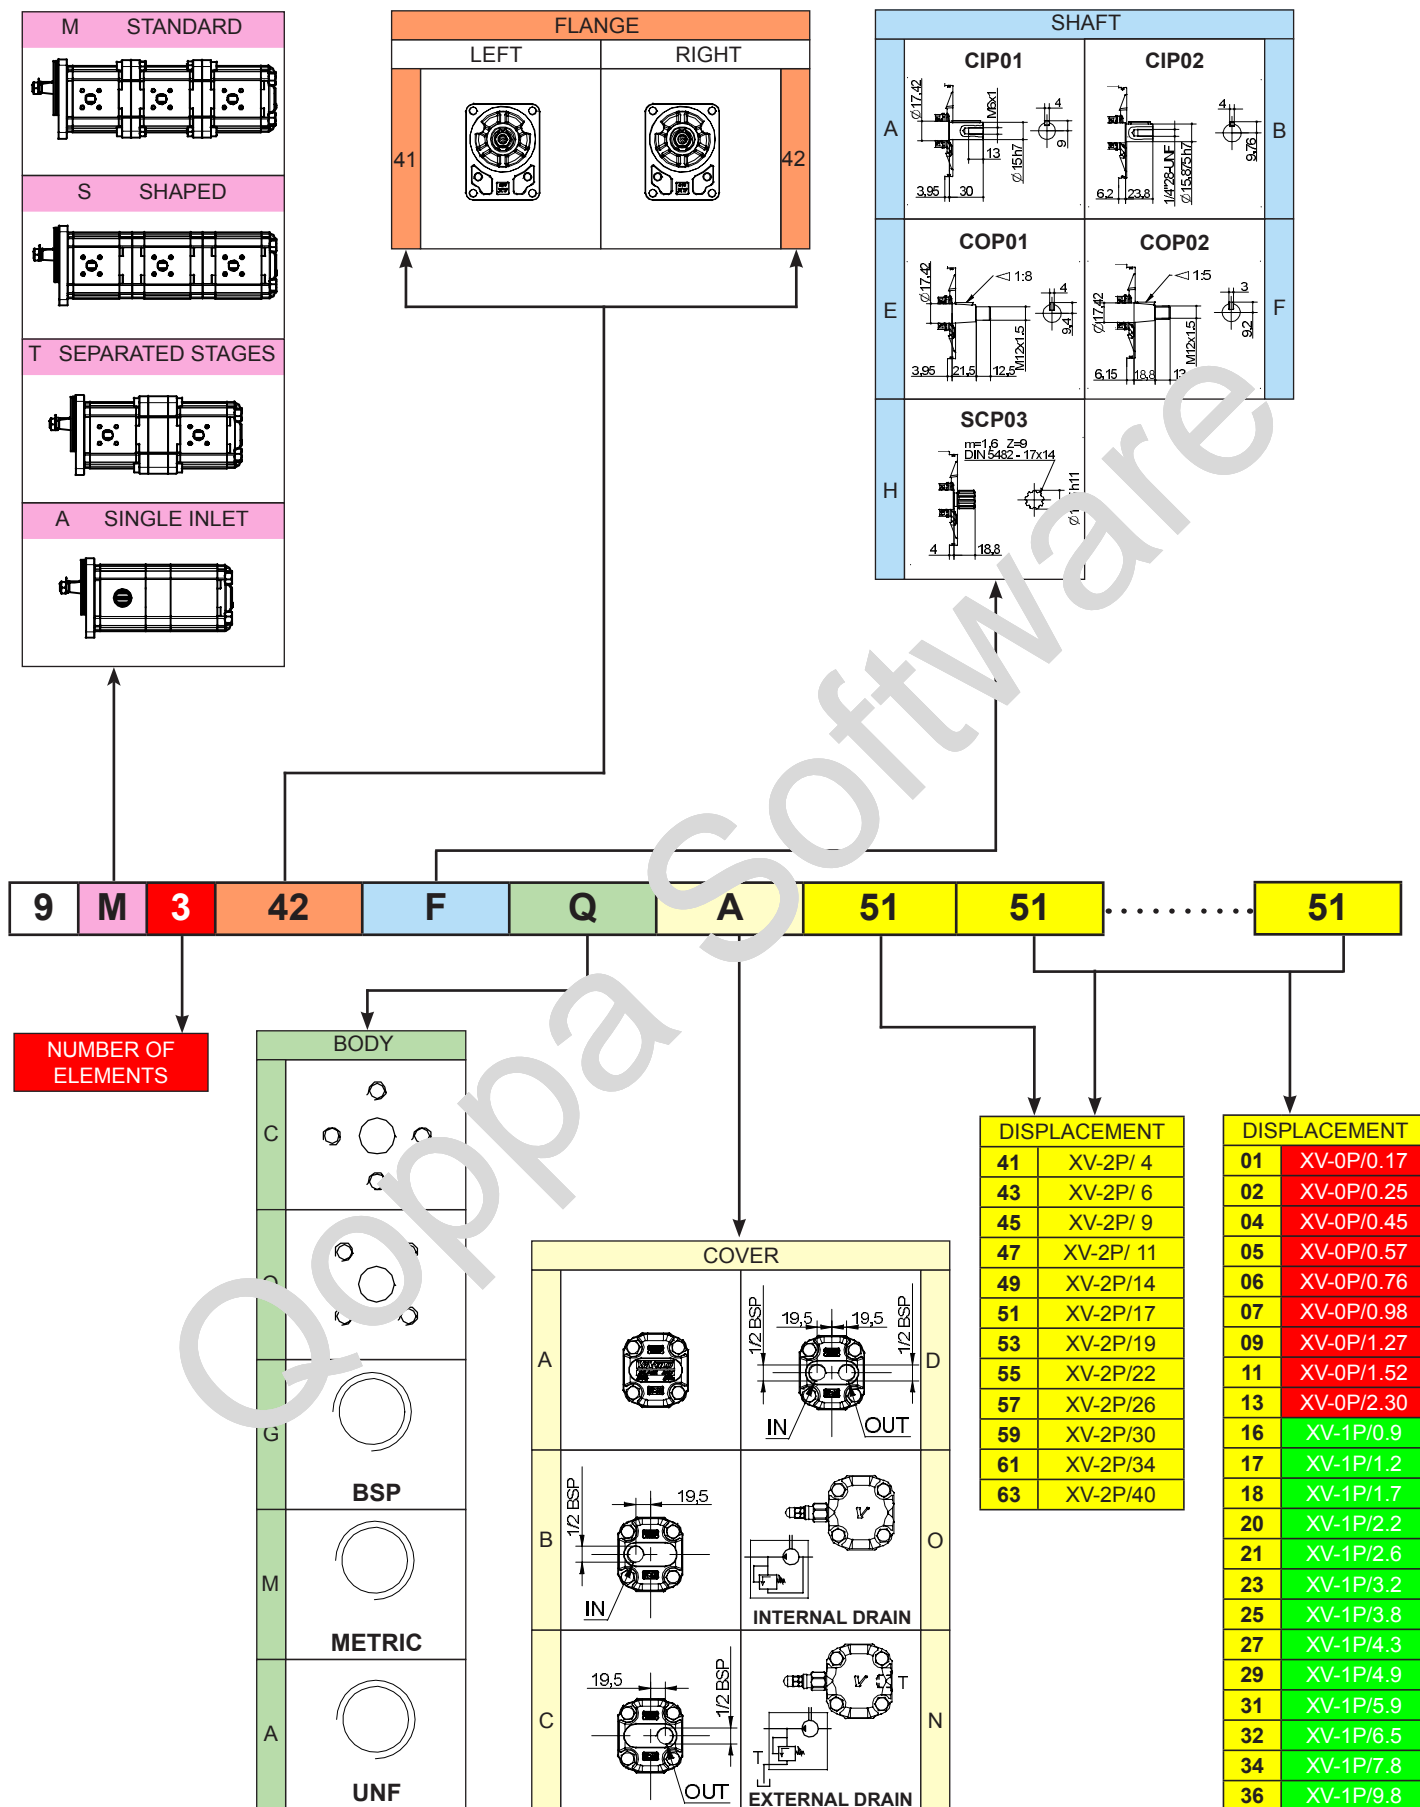 M STANDARD
S SHAPED
T SEPARATED STAGES
A SINGLE INLET
FLANGE
LEFT RIGHT
41
42
SHAFT
A
CIP01
Ø17.42
M6x1
4
9
13
Ø15h7
3,95 30
CIP02
B
4
9,76
1/4"28-UNF
Ø15.875h7
6,2 23,8
E
COP01
Ø17.42
1:8
4
9,4
M12x1.5
3,95 21,5 12,5
COP02
F
Ø17.42
1:5
3
9,2
M12x1.5
6,15 18,8
H
SCP03
m=1,6 Z=9
DIN 5482 - 17x14
4 18,8
9 M 3 42 F Q A 51 51 .......... 51
NUMBER OF
ELEMENTS
BODY
C
G
BSP
M
METRIC
A
UNF
COVER
A
D
1/2 BSP
19,5 19,5
1/2 BSP
IN OUT
B
1/2 BSP
19,5
IN
O
INTERNAL DRAIN
C
19,5
1/2 BSP
OUT
N
T
T
EXTERNAL DRAIN
DISPLACEMENT
41 XV-2P/ 4
43 XV-2P/ 6
45 XV-2P/ 9
47 XV-2P/ 11
49 XV-2P/14
51 XV-2P/17
53 XV-2P/19
55 XV-2P/22
57 XV-2P/26
59 XV-2P/30
61 XV-2P/34
63 XV-2P/40
DISPLACEMENT
01 XV-0P/0.17
02 XV-0P/0.25
04 XV-0P/0.45
05 XV-0P/0.57
06 XV-0P/0.76
07 XV-0P/0.98
09 XV-0P/1.27
11 XV-0P/1.52
13 XV-0P/2.30
16 XV-1P/0.9
17 XV-1P/1.2
18 XV-1P/1.7
20 XV-1P/2.2
21 XV-1P/2.6
23 XV-1P/3.2
25 XV-1P/3.8
27 XV-1P/4.3
29 XV-1P/4.9
31 XV-1P/5.9
32 XV-1P/6.5
34 XV-1P/7.8
36 XV-1P/9.8
Qoppa Software